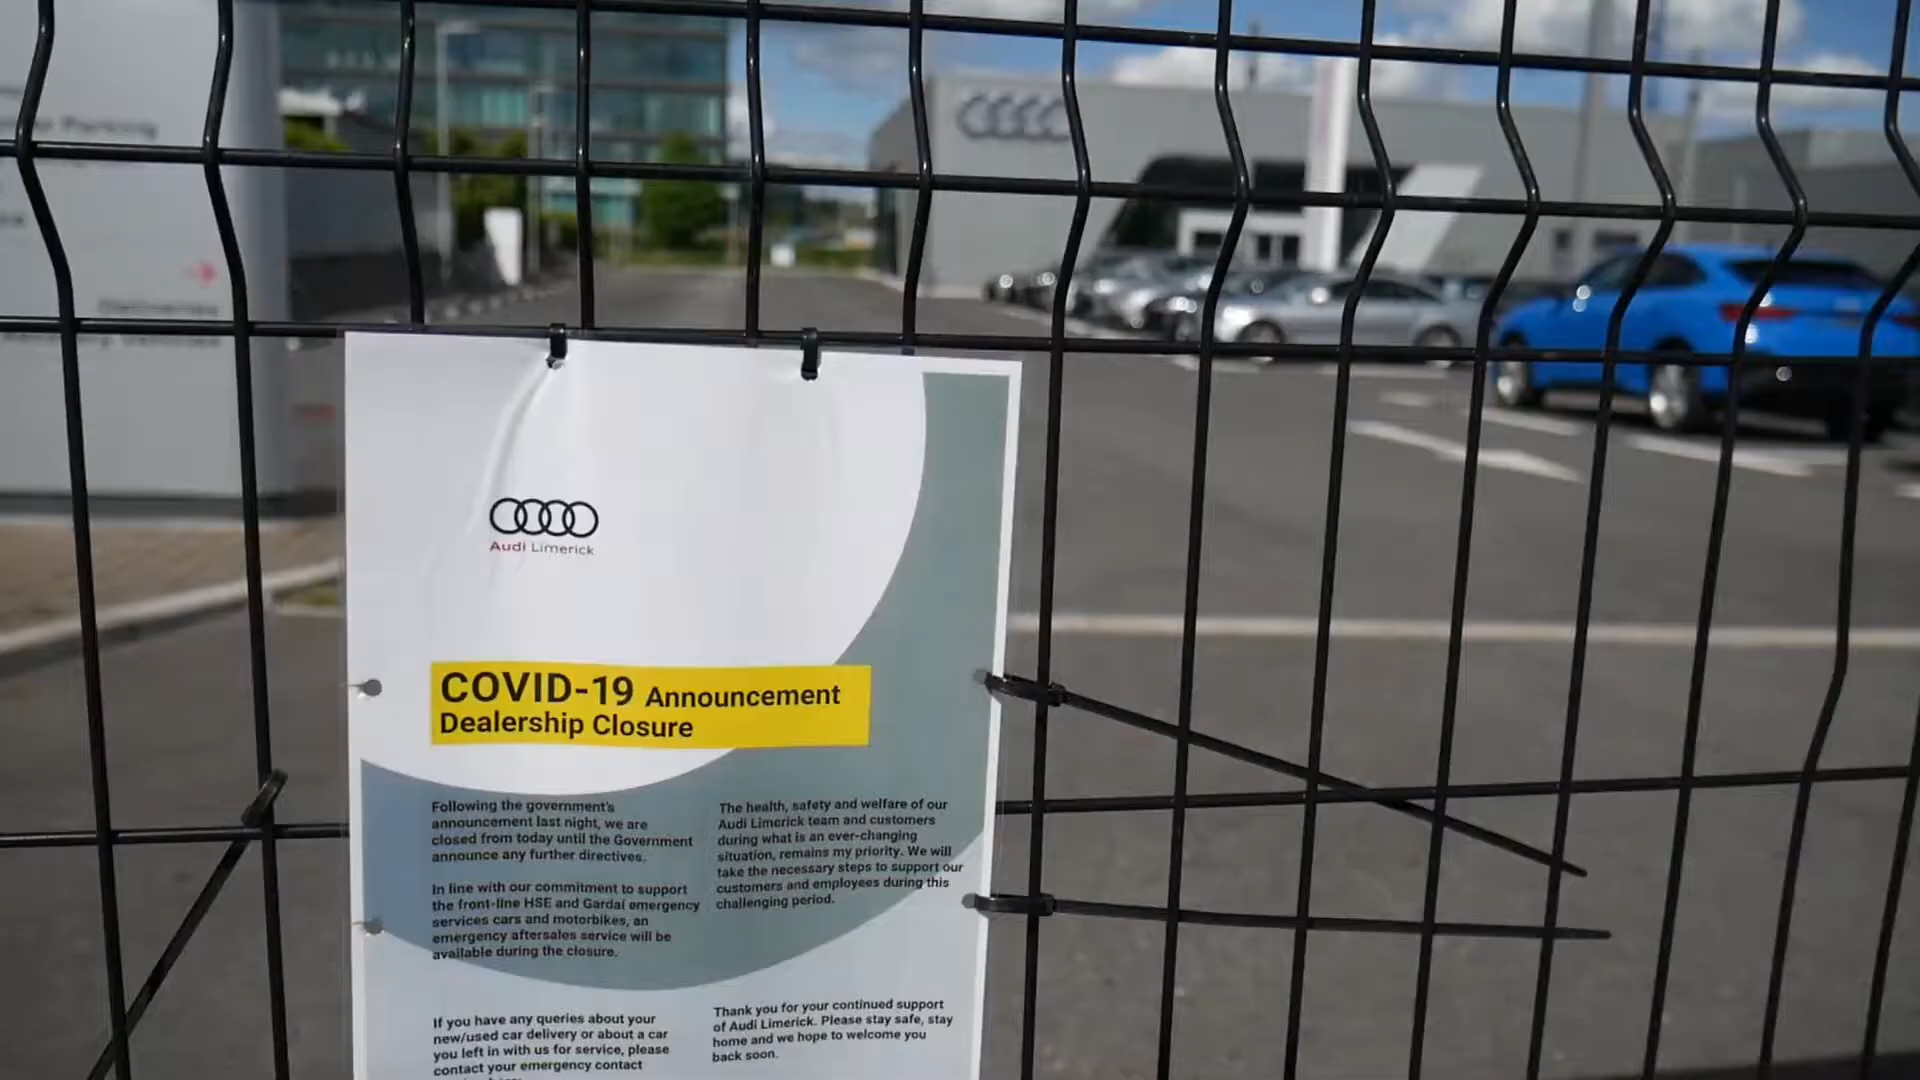 Parking
Deliveries
Audi Limerick
COVID-19 Announcement
Dealership Closure
Following the government's
announcement last night, we are
closed from today until the Government
announce any further directives.
In line with our commitment to support
the front-line HSE and Gardaí emergency
services cars and motorbikes, an
emergency aftersales service will be
available during the closure.
If you have any queries about your
new/used car delivery or about a car
you left in with us for service, please
contact your emergency contact
The health, safety and welfare of our
Audi Limerick team and customers
during what is an ever-changing
situation, remains my priority. We will
take the necessary steps to support our
customers and employees during this
challenging period.
Thank you for your continued support
of Audi Limerick. Please stay safe, stay
home and we hope to welcome you
back soon.